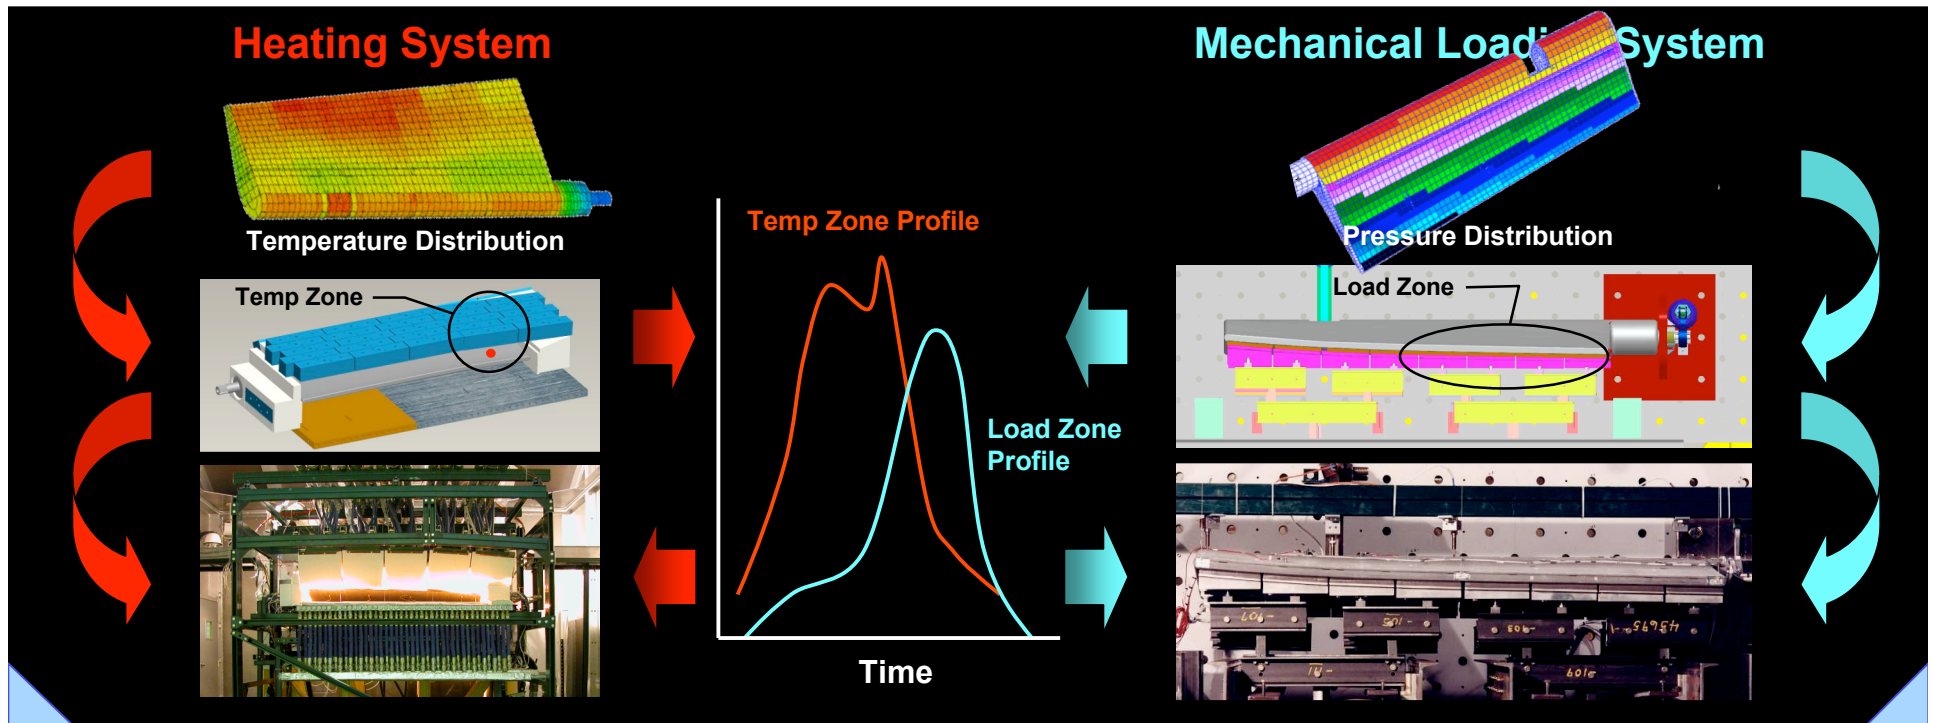 Heating System
Mechanical Loading System
Temperature Distribution
Temp Zone
Temp Zone Profile
Load Zone
Profile
Time
Pressure Distribution
Load Zone